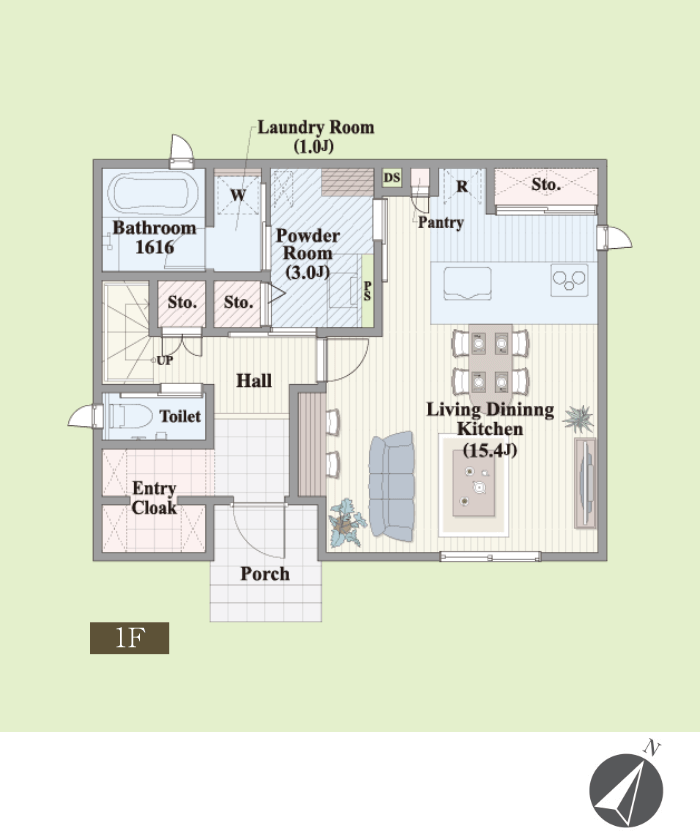 Laundry Room
(1.0J)
W
DS
R
Sto.
Bathroom
1616
Powder
Room
(3.0J)
Pantry
PS
Sto.
Sto.
UP
Hall
Toilet
Living Dininng
Kitchen
(15.4J)
Entry
Cloak
Porch
1F
N